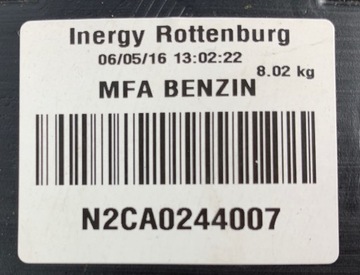 Inergy Rottenburg
06/05/16 13:02:22
8.02 kg
MFA BENZIN
N2CA0244007